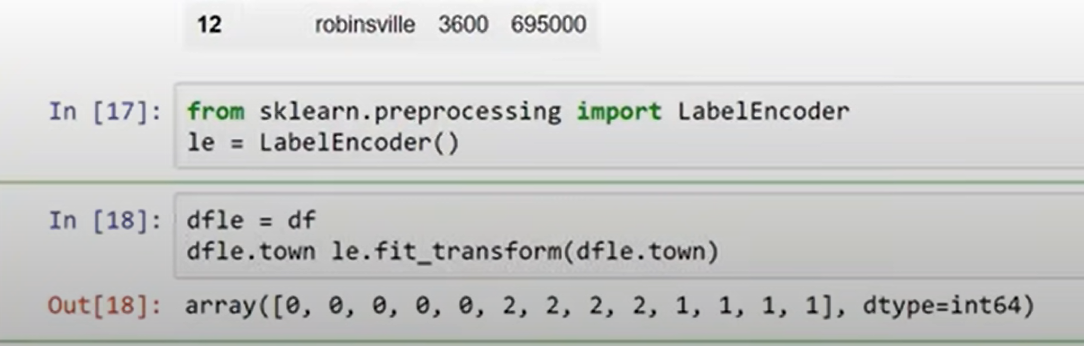 12 robinsville 3600 695000
In [17]: from sklearn.preprocessing import LabelEncoder
le = LabelEncoder()
In [18]: dfle = df
dfle.town le.fit_transform(dfle.town)
Out[18]: array([0, 0, 0, 0, 0, 2, 2, 2, 2, 1, 1, 1, 1], dtype=int64)